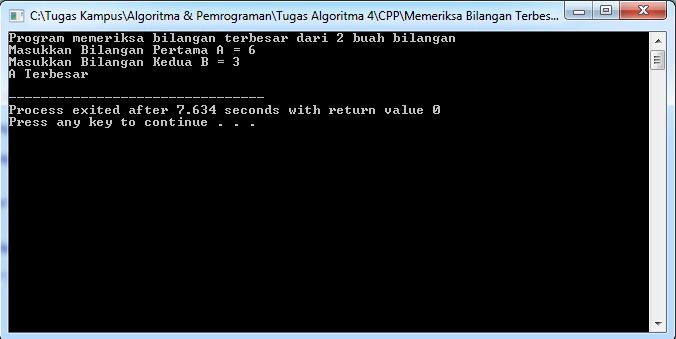 C:\Tugas Kampus\Algoritma & Pemrograman\Tugas Algoritma 4\CPP\Memeriksa Bilangan Terbes...
Program memeriksa bilangan terbesar dari 2 buah bilangan
Masukkan Bilangan Pertama A = 6
Masukkan Bilangan Kedua B = 3
A Terbesar
--------------------------------
Process exited after 7.634 seconds with return value 0
Press any key to continue . . .